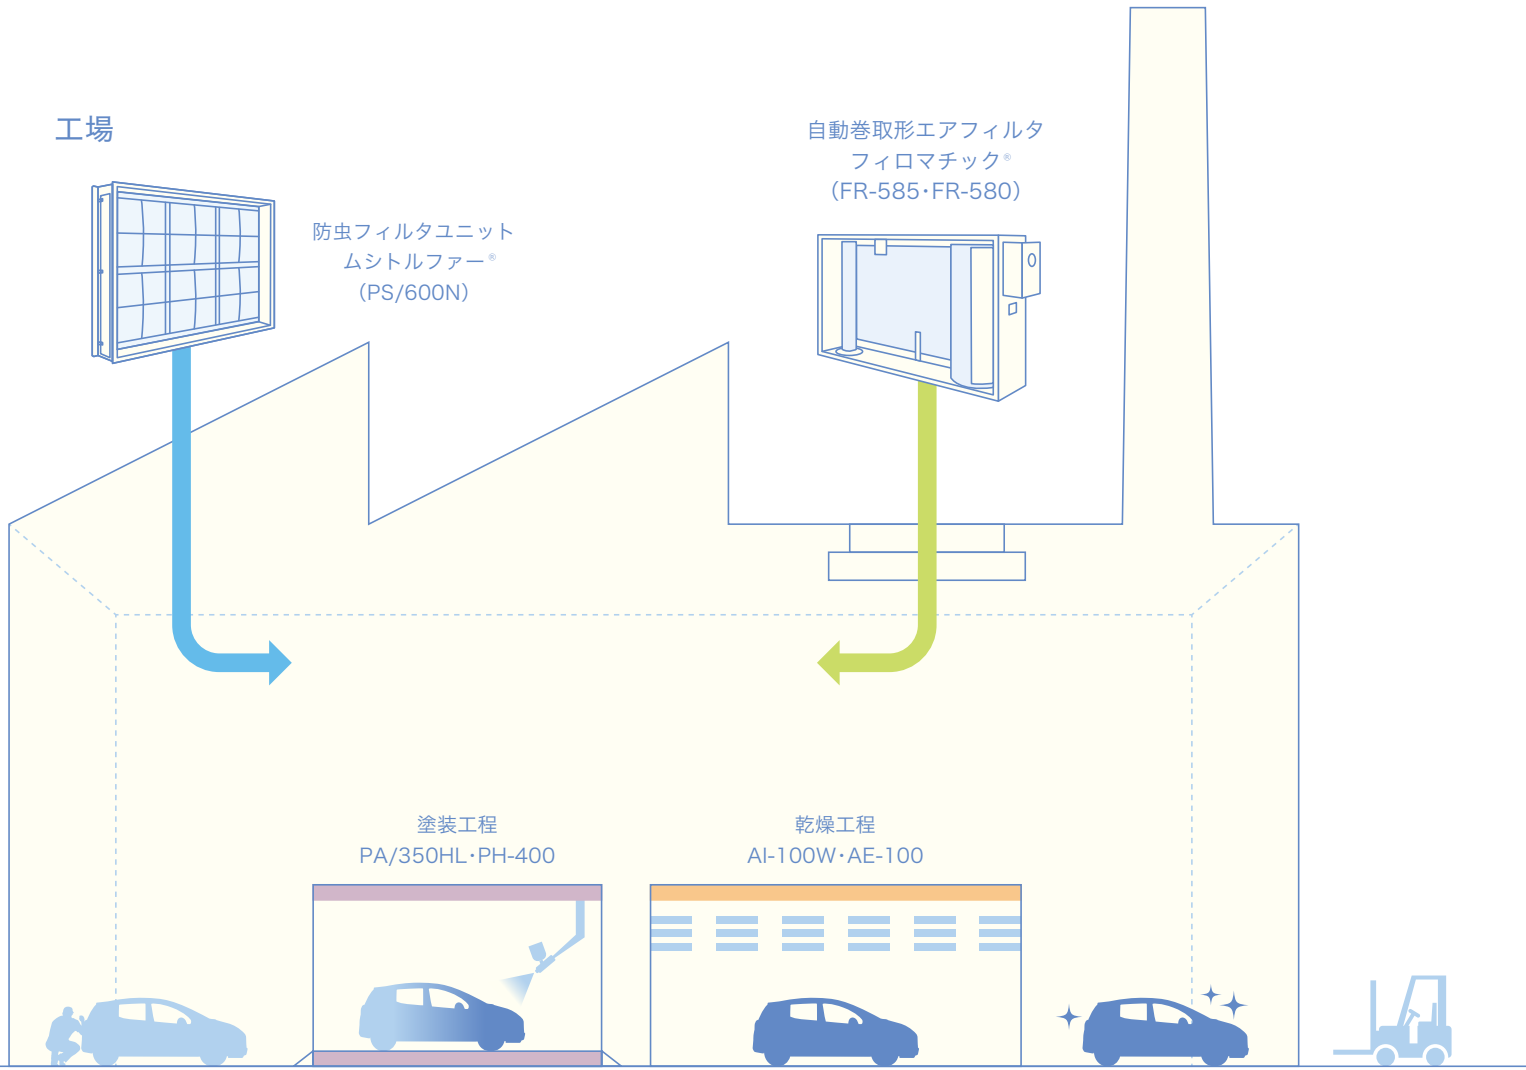 工場
防虫フィルタユニット
ムシトルファー®
（PS/600N）
自動巻取形エアフィルタ
フィロマチック®
（FR-585・FR-580）
塗装工程
PA/350HL・PH-400
乾燥工程
AI-100W・AE-100